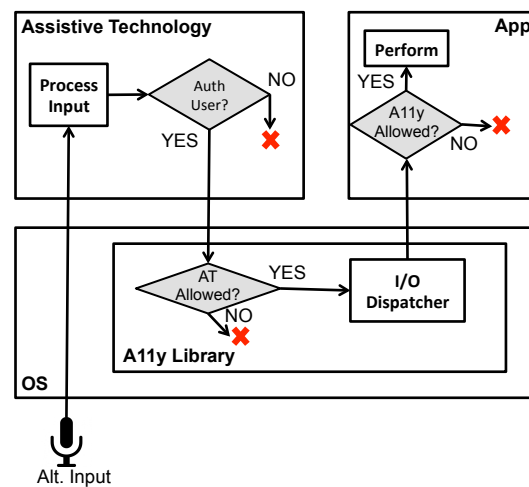 Assistive Technology
App
Process
Input
Auth
User?
NO
YES
Perform
YES
A11y
Allowed?
NO
AT
Allowed?
YES
NO
I/O
Dispatcher
A11y Library
OS
Alt. Input